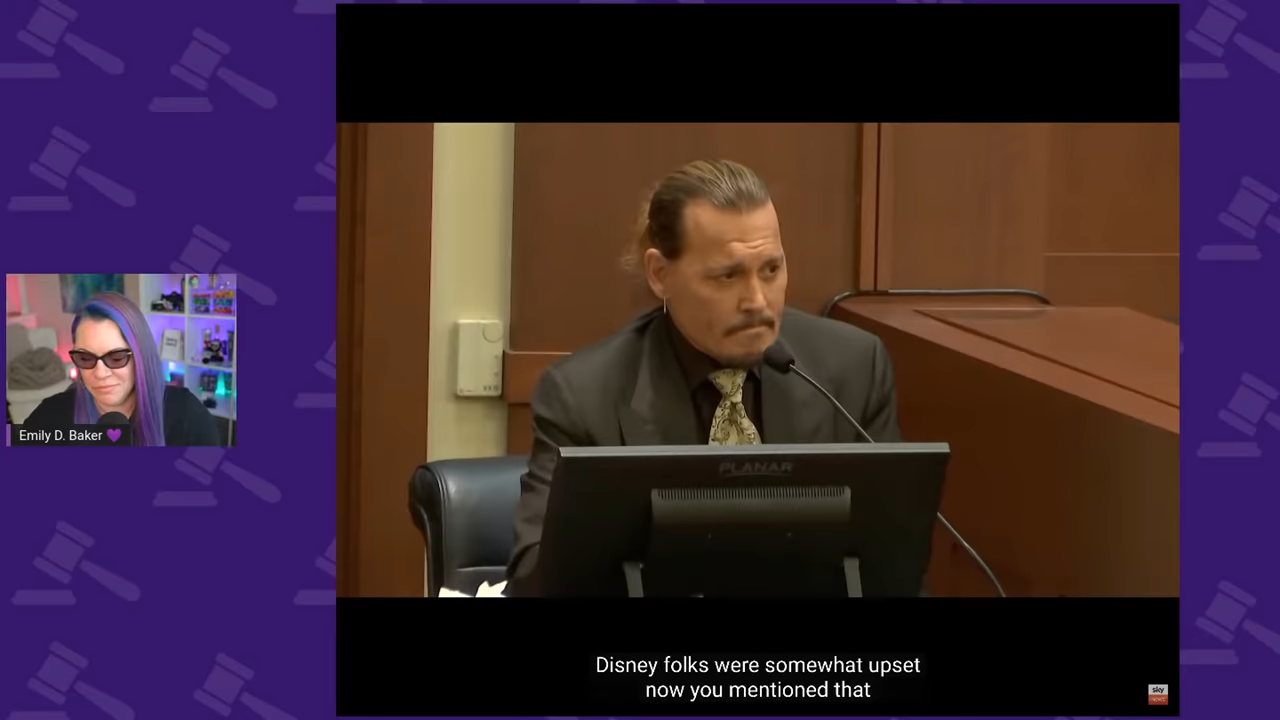 Emily D. Baker 💜
PLANAR
Disney folks were somewhat upset
now you mentioned that
sky